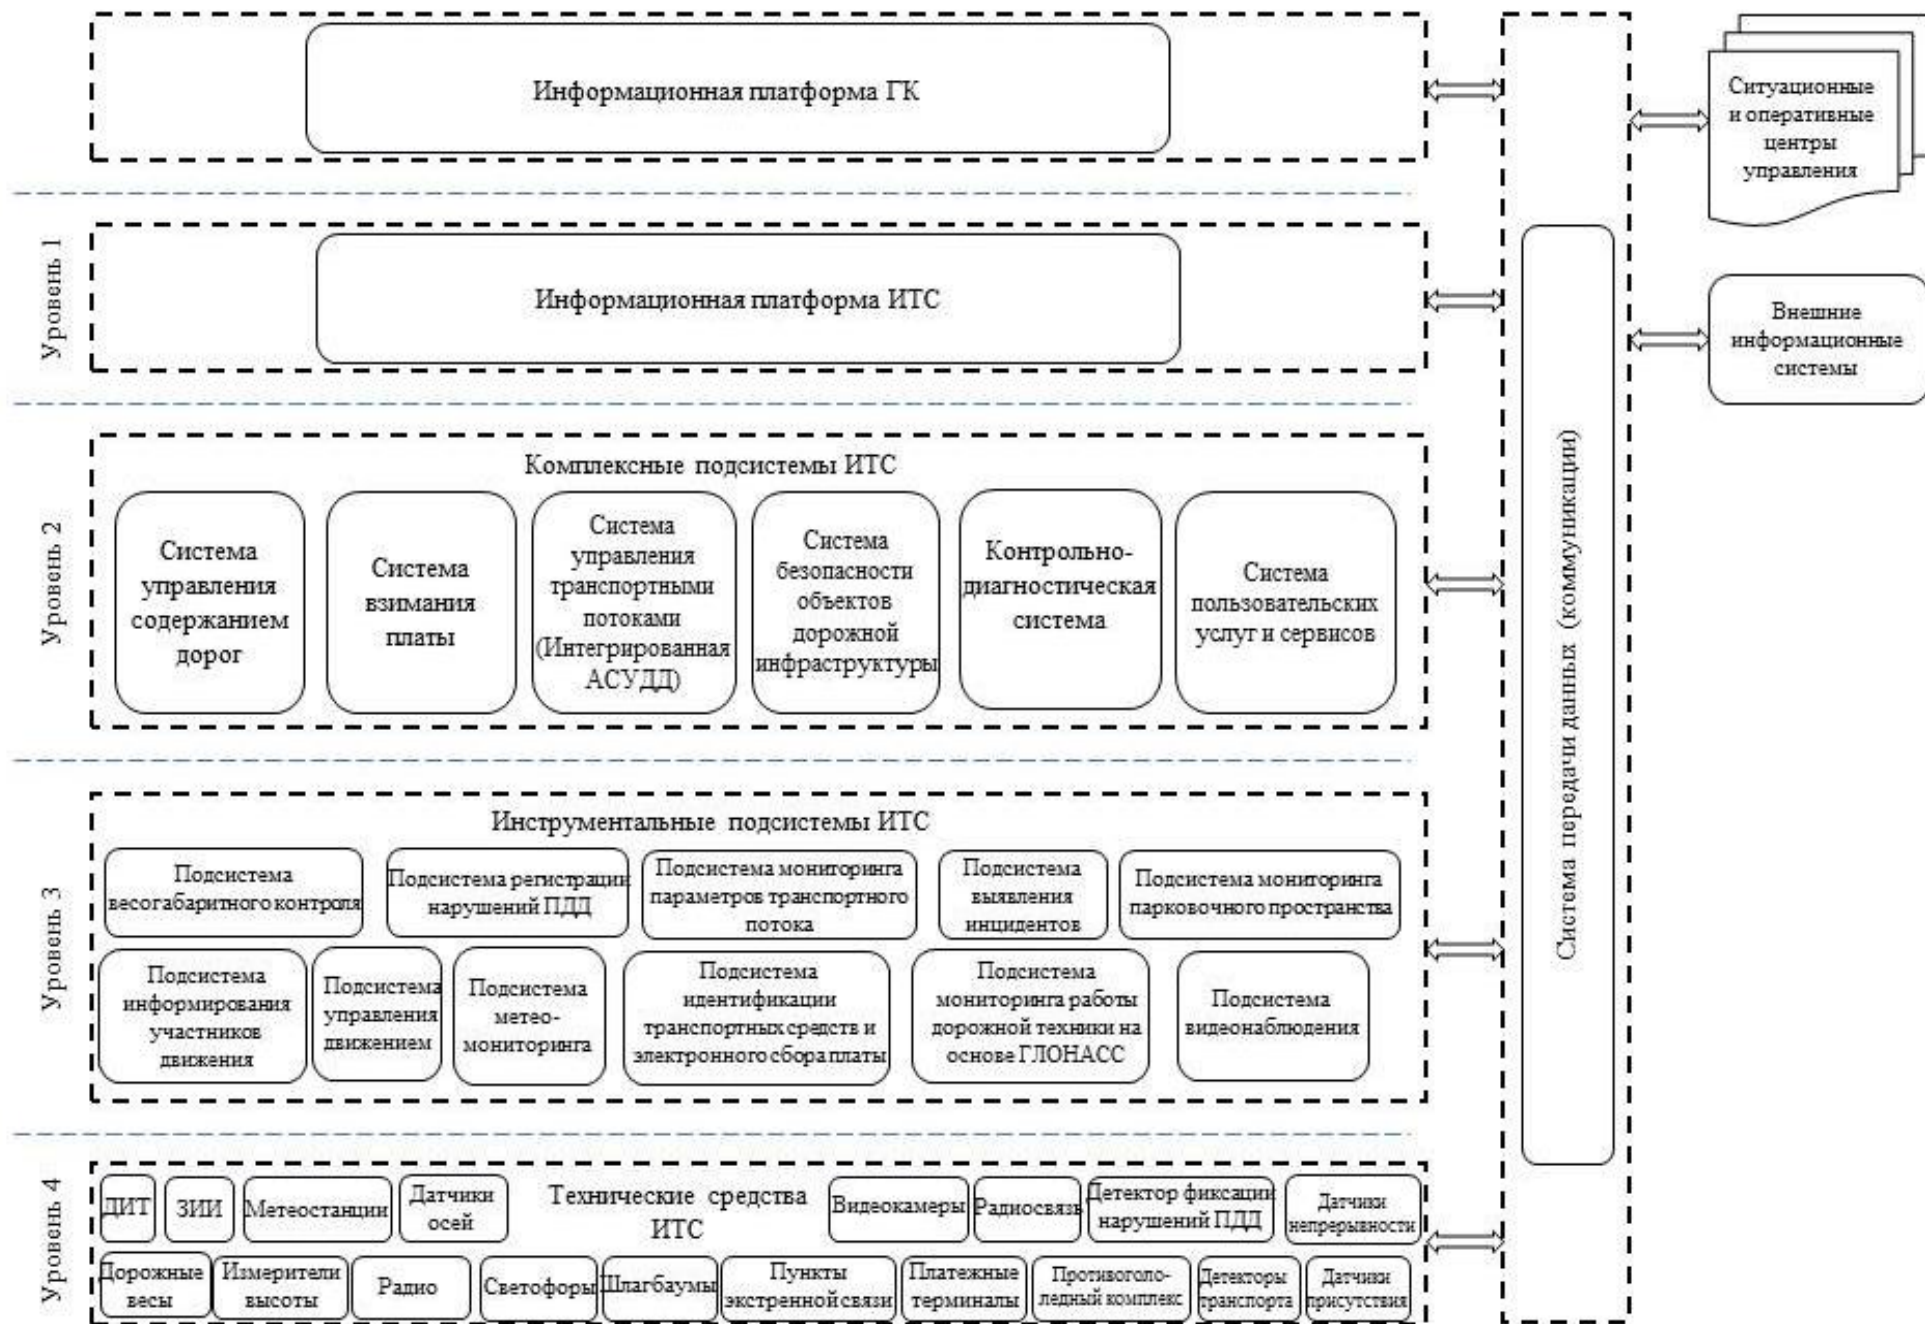 Информационная платформа ГК
Ситуационные
и оперативные
центры
управления
Уровень 1
Информационная платформа ИТС
Внешние
информационные
системы
Система передачи данных (коммуникации)
Уровень 2
Комплексные подсистемы ИТС
Система
управления
содержанием
дорог
Система
взимания
платы
Система
управления
транспортными
потоками
(Интегрированная
АСУДД)
Система
безопасности
объектов
дорожной
инфраструктуры
Контрольно-
диагностическая
система
Система
пользовательских
услуг и сервисов
Уровень 3
Инструментальные подсистемы ИТС
Подсистема
весогабаритного контроля
Подсистема регистрации
нарушений ПДД
Подсистема мониторинга
параметров транспортного
потока
Подсистема
выявления
инцидентов
Подсистема мониторинга
парковочного пространства
Подсистема
информирования
участников
движения
Подсистема
управления
движением
Подсистема
метео-
мониторинга
Подсистема
идентификации
транспортных средств и
электронного сбора платы
Подсистема
мониторинга работы
дорожной техники на
основе ГЛОНАСС
Подсистема
видеонаблюдения
Уровень 4
ДИТ
ЗИИ
Метеостанции
Датчики
осей
Технические средства
ИТС
Видеокамеры
Радиосвязь
Детектор фиксации
нарушений ПДД
Датчики
непрерывности
Дорожные
весы
Измерители
высоты
Радио
Светофоры
Шлагбаумы
Пункты
экстренной связи
Платежные
терминалы
Противоголо-
ледный комплекс
Детекторы
транспорта
Датчики
присутствия